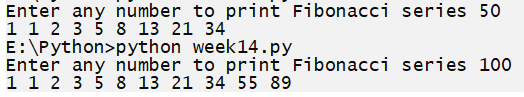 Enter any number to print Fibonacci series 50
1 1 2 3 5 8 13 21 34
E:\Python>python week14.py
Enter any number to print Fibonacci series 100
1 1 2 3 5 8 13 21 34 55 89